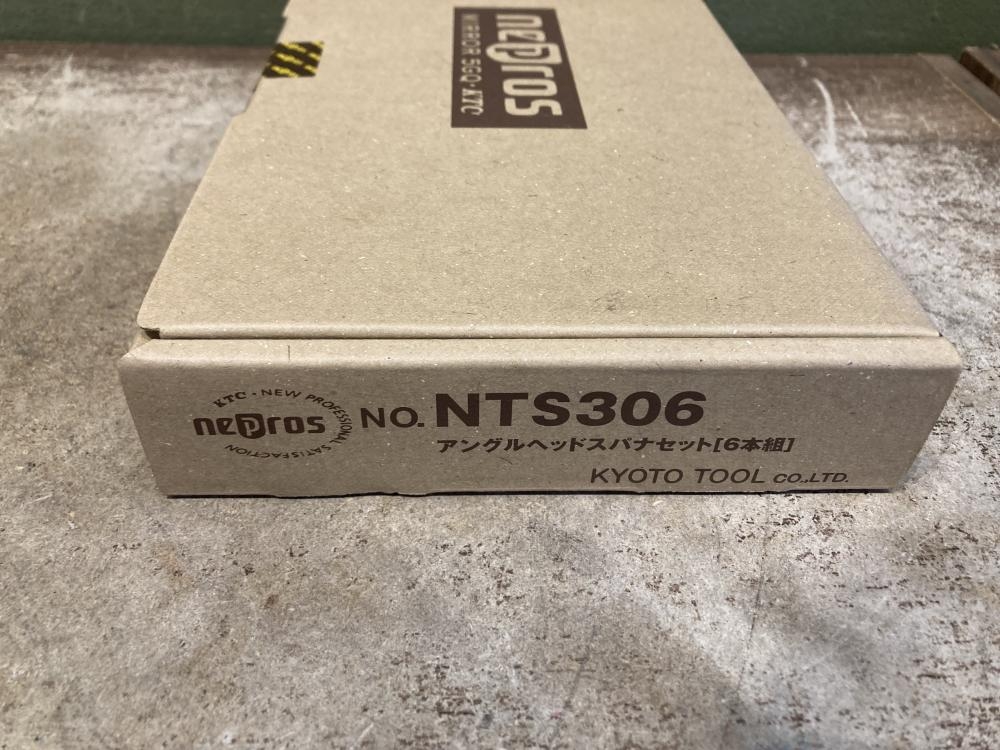 nepros
MIRROR 5GQ・KTC
KTC・NEW PROFESSIONAL SATISFACTION
nepros
NO. NTS306
アングルヘッドスパナセット[6本組]
KYOTO TOOL CO.,LTD.